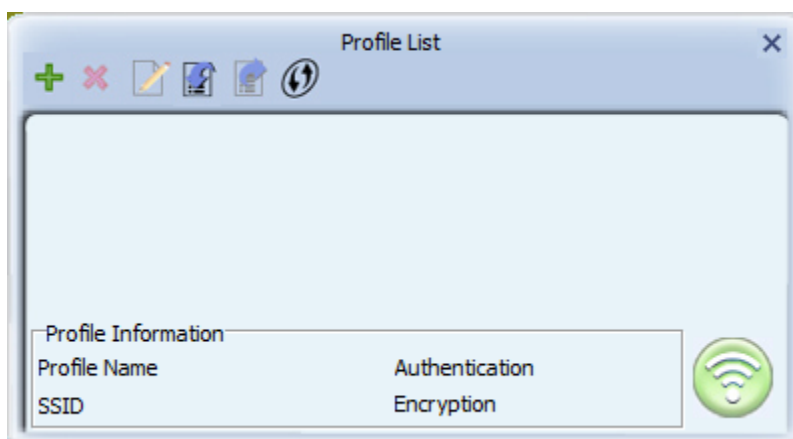 Profile List
Profile Information
Profile Name Authentication
SSID Encryption